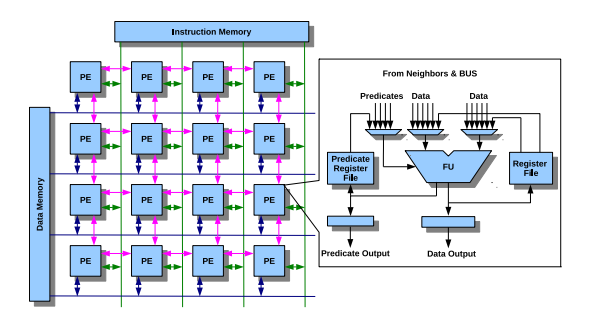 Instruction Memory
PE PE PE PE
From Neighbors & BUS
Predicates Data Data
Data Memory
PE PE PE PE
Predicate
Register
File
FU
Register
File
PE PE PE PE
Predicate Output
Data Output
PE PE PE PE